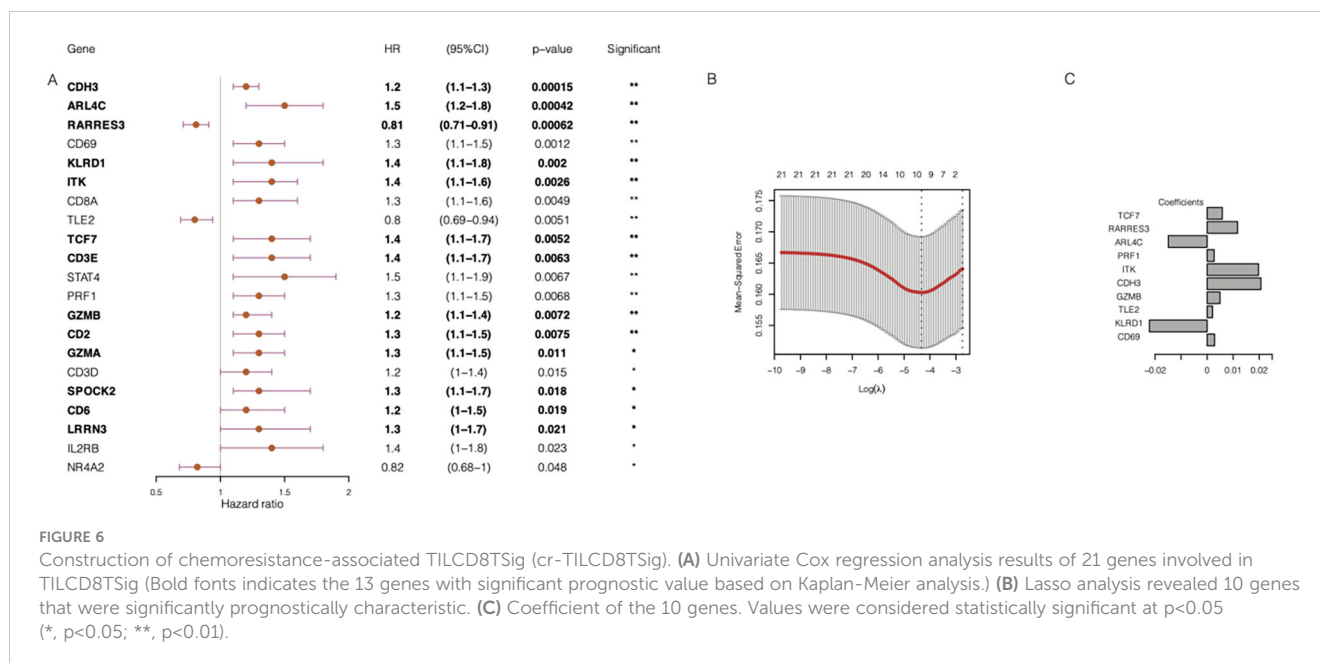 Gene HR (95%CI) p–value Significant
A
CDH3 1.2 (1.1–1.3) 0.00015 **
ARL4C 1.5 (1.2–1.8) 0.00042 **
RARRES3 0.81 (0.71–0.91) 0.00062 **
CD69 1.3 (1.1–1.5) 0.0012 **
KLRD1 1.4 (1.1–1.8) 0.002 **
ITK 1.4 (1.1–1.6) 0.0026 **
CD8A 1.3 (1.1–1.6) 0.0049 **
TLE2 0.8 (0.69–0.94) 0.0051 **
TCF7 1.4 (1.1–1.7) 0.0052 **
CD3E 1.4 (1.1–1.7) 0.0063 **
STAT4 1.5 (1.1–1.9) 0.0067 **
PRF1 1.3 (1.1–1.5) 0.0068 **
GZMB 1.2 (1.1–1.4) 0.0072 **
CD2 1.3 (1.1–1.5) 0.0075 **
GZMA 1.3 (1.1–1.5) 0.011 *
CD3D 1.2 (1–1.4) 0.015 *
SPOCK2 1.3 (1.1–1.7) 0.018 *
CD6 1.2 (1–1.5) 0.019 *
LRRN3 1.3 (1–1.7) 0.021 *
IL2RB 1.4 (1–1.8) 0.023 *
NR4A2 0.82 (0.68–1) 0.048 *
0.5 1 1.5 2
Hazard ratio
B
21 21 21 21 21 20 14 10 10 9 7 2
0.175
0.170
0.165
0.160
0.155
Mean–Squared Error
−10 −9 −8 −7 −6 −5 −4 −3
Log(λ)
C
Coefficients
TCF7
RARRES3
ARL4C
PRF1
ITK
CDH3
GZMB
TLE2
KLRD1
CD69
−0.02 0 0.01 0.02
FIGURE 6
Construction of chemoresistance-associated TILCD8TSig (cr-TILCD8TSig). (A) Univariate Cox regression analysis results of 21 genes involved in
TILCD8TSig (Bold fonts indicates the 13 genes with significant prognostic value based on Kaplan-Meier analysis.) (B) Lasso analysis revealed 10 genes
that were significantly prognostically characteristic. (C) Coefficient of the 10 genes. Values were considered statistically significant at p<0.05
(*, p<0.05; **, p<0.01).